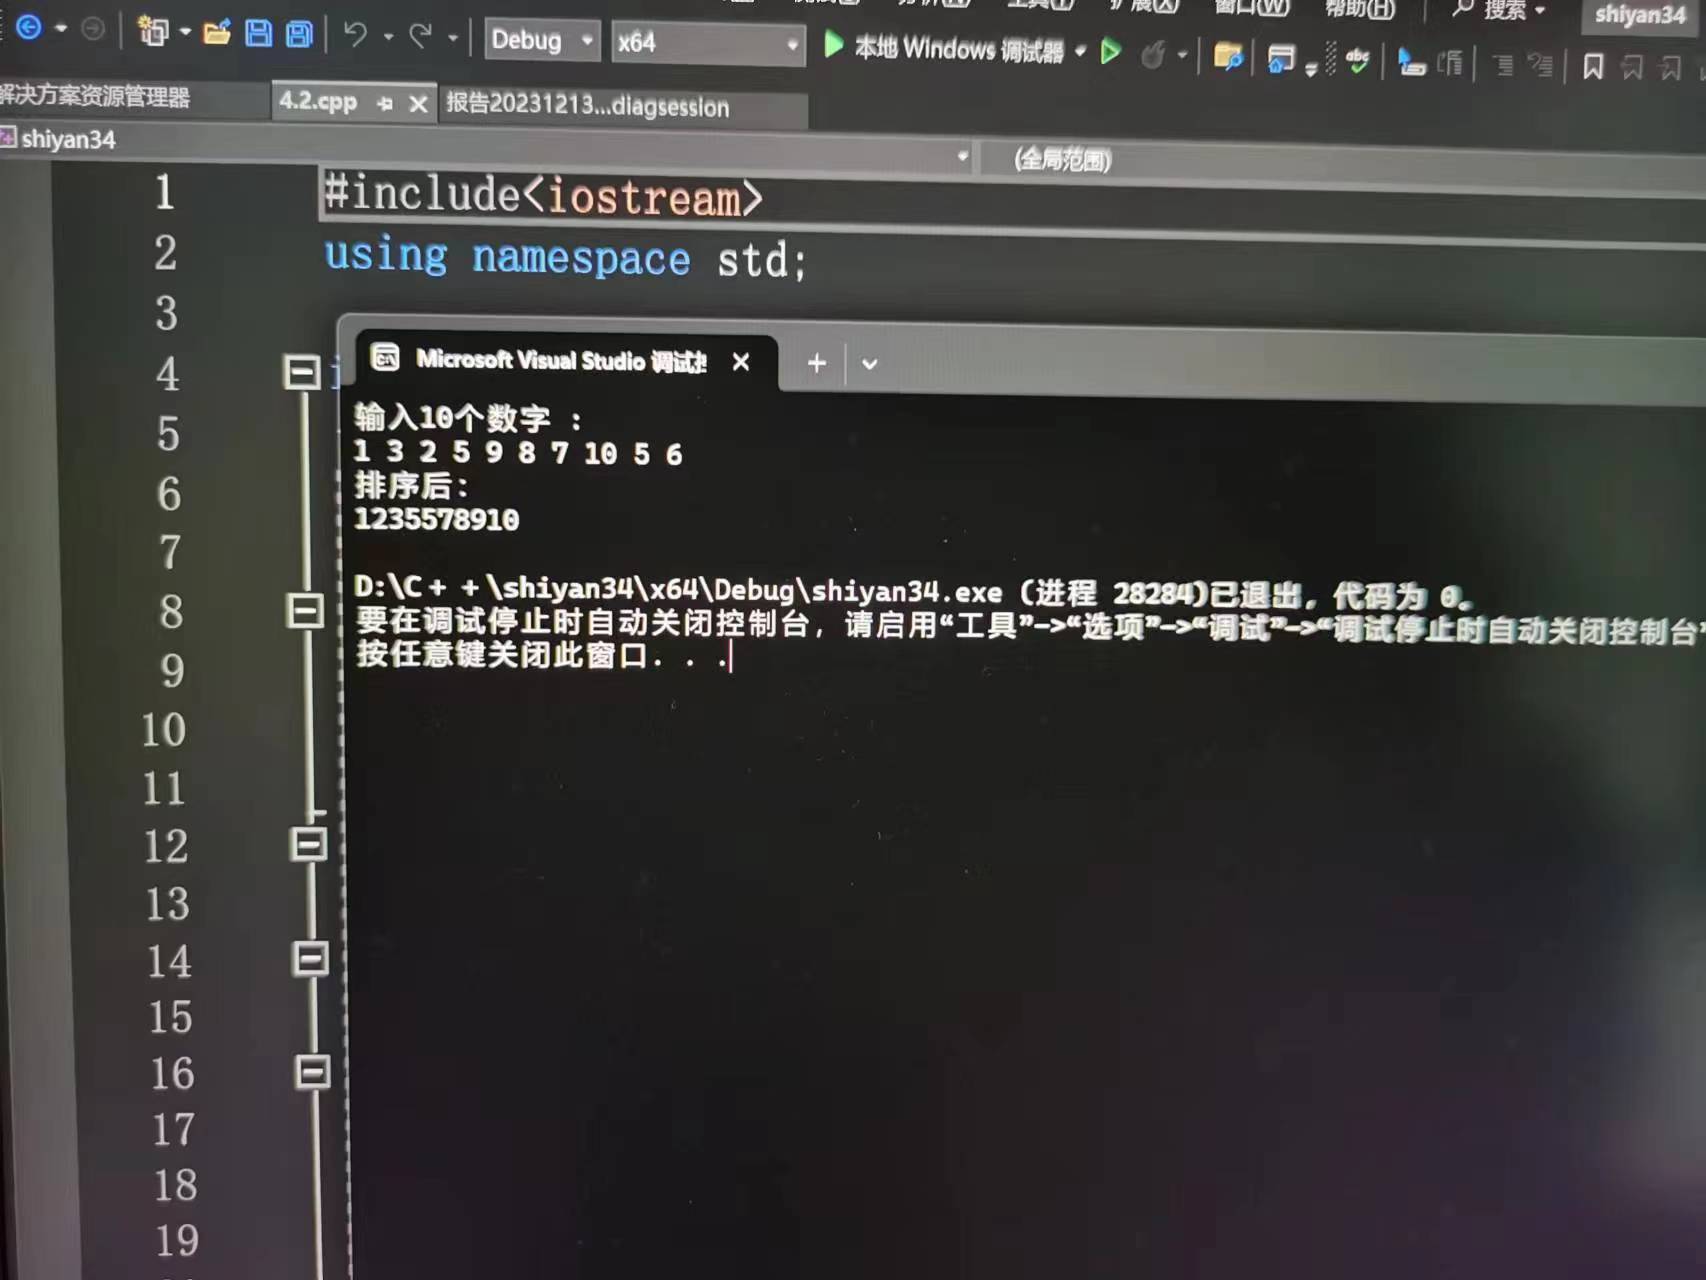 搜索
shiyan34
Debug
x64
本地 Windows 调试器
解决方案资源管理器
4.2.cpp
报告20231213...diagsession
shiyan34
(全局范围)
1 #include<iostream>
2 using namespace std;
3
4
5
6
7
8
9
10
11
12
13
14
15
16
17
18
19
Microsoft Visual Studio 调试
输入10个数字 :
1 3 2 5 9 8 7 10 5 6
排序后:
1235578910
D:\C++\shiyan34\x64\Debug\shiyan34.exe (进程 28284)已退出，代码为 0。
要在调试停止时自动关闭控制台，请启用“工具”->“选项”->“调试”->“调试停止时自动关闭控制台”
按任意键关闭此窗口. . .